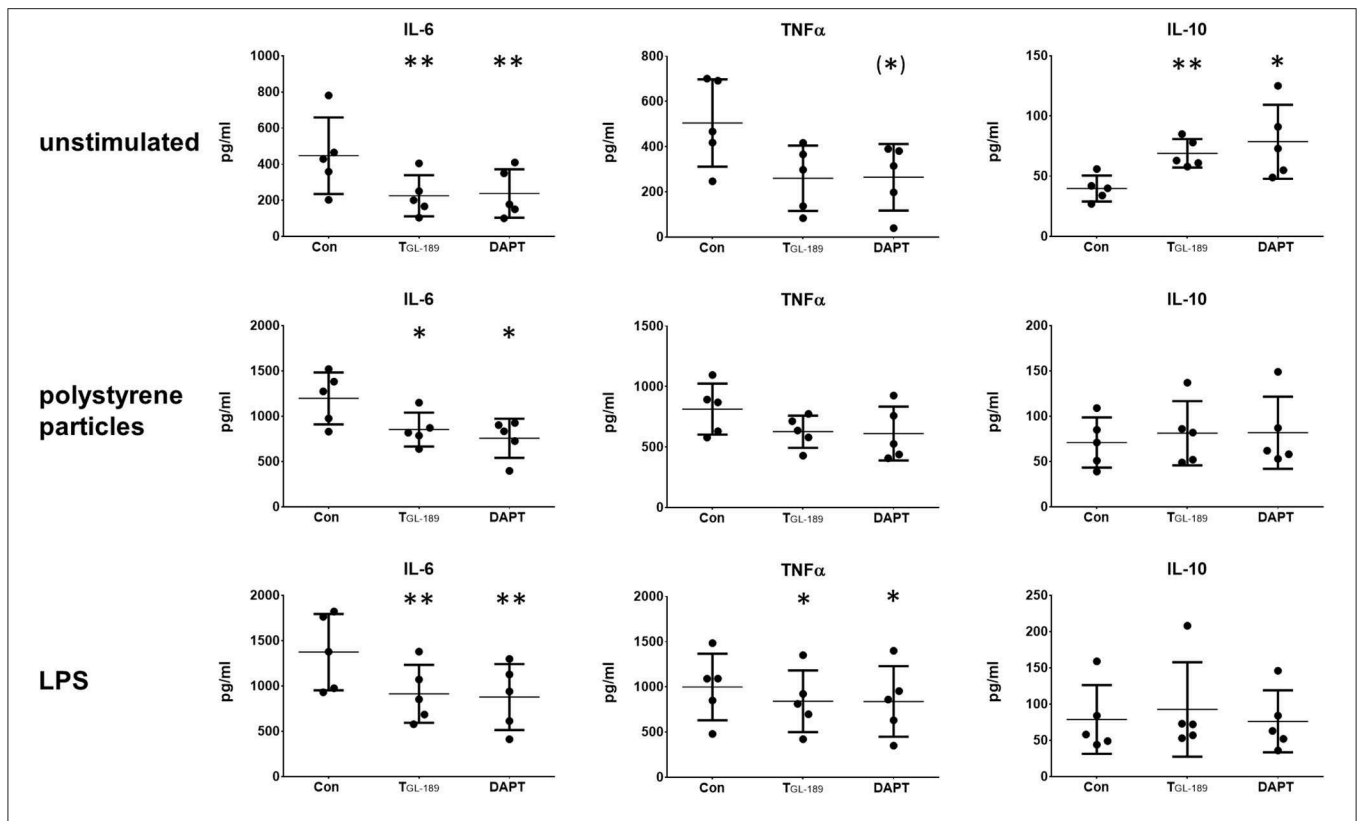 IL-6 TNFα IL-10
** ** (*) ** *
unstimulated
pg/ml 1000 800 600 400 200 0
pg/ml 800 600 400 200 0
pg/ml 150 100 50 0
Con TGL-189 DAPT Con TGL-189 DAPT Con TGL-189 DAPT
IL-6 TNFα IL-10
* *
polystyrene
particles
pg/ml 2000 1500 1000 500 0
pg/ml 1500 1000 500 0
pg/ml 200 150 100 50 0
Con TGL-189 DAPT Con TGL-189 DAPT Con TGL-189 DAPT
IL-6 TNFα IL-10
** ** * *
LPS
pg/ml 2000 1500 1000 500 0
pg/ml 2000 1500 1000 500 0
pg/ml 250 200 150 100 50 0
Con TGL-189 DAPT Con TGL-189 DAPT Con TGL-189 DAPT